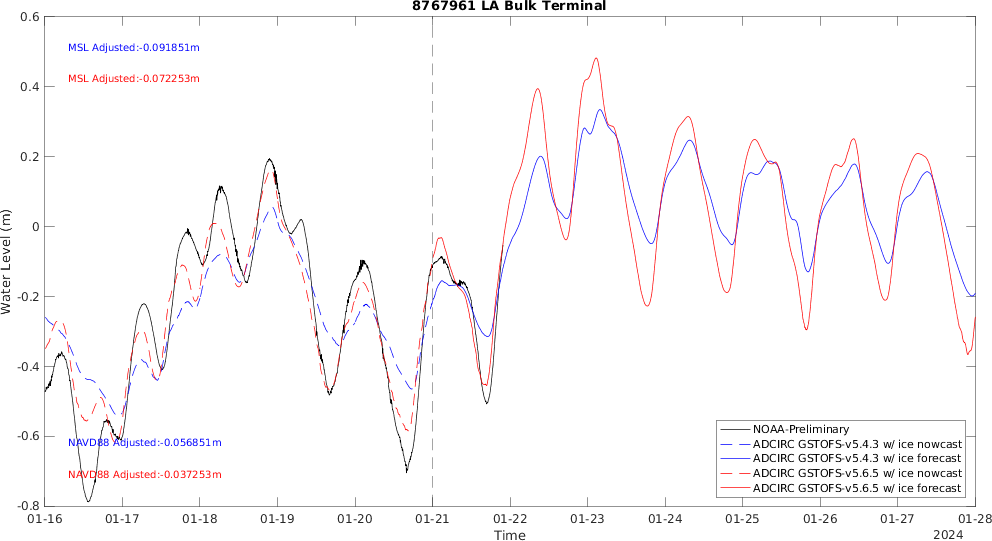 8767961 LA Bulk Terminal
0.6
MSL Adjusted:-0.091851m
MSL Adjusted:-0.072253m
0.4
0.2
0
-0.2
-0.4
-0.6
-0.8
Water Level (m)
NAVD88 Adjusted:-0.056851m
NAVD88 Adjusted:-0.037253m
NOAA-Preliminary
ADCIRC GSTOFS-v5.4.3 w/ ice nowcast
ADCIRC GSTOFS-v5.4.3 w/ ice forecast
ADCIRC GSTOFS-v5.6.5 w/ ice nowcast
ADCIRC GSTOFS-v5.6.5 w/ ice forecast
01-16 01-17 01-18 01-19 01-20 01-21 01-22 01-23 01-24 01-25 01-26 01-27 01-28
Time
2024